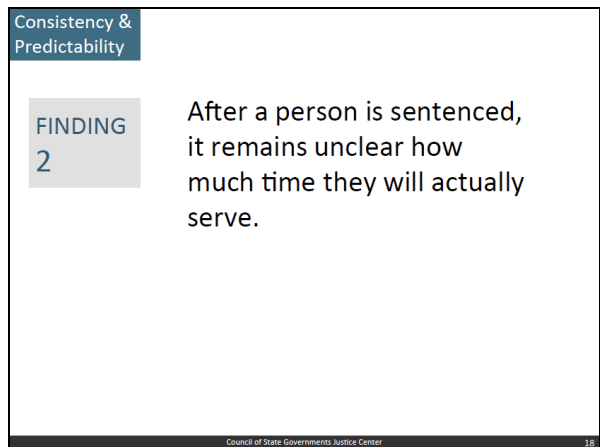 Consistency &
Predictability
FINDING
2
After a person is sentenced,
it remains unclear how
much time they will actually
serve.
Council of State Governments Justice Center
18